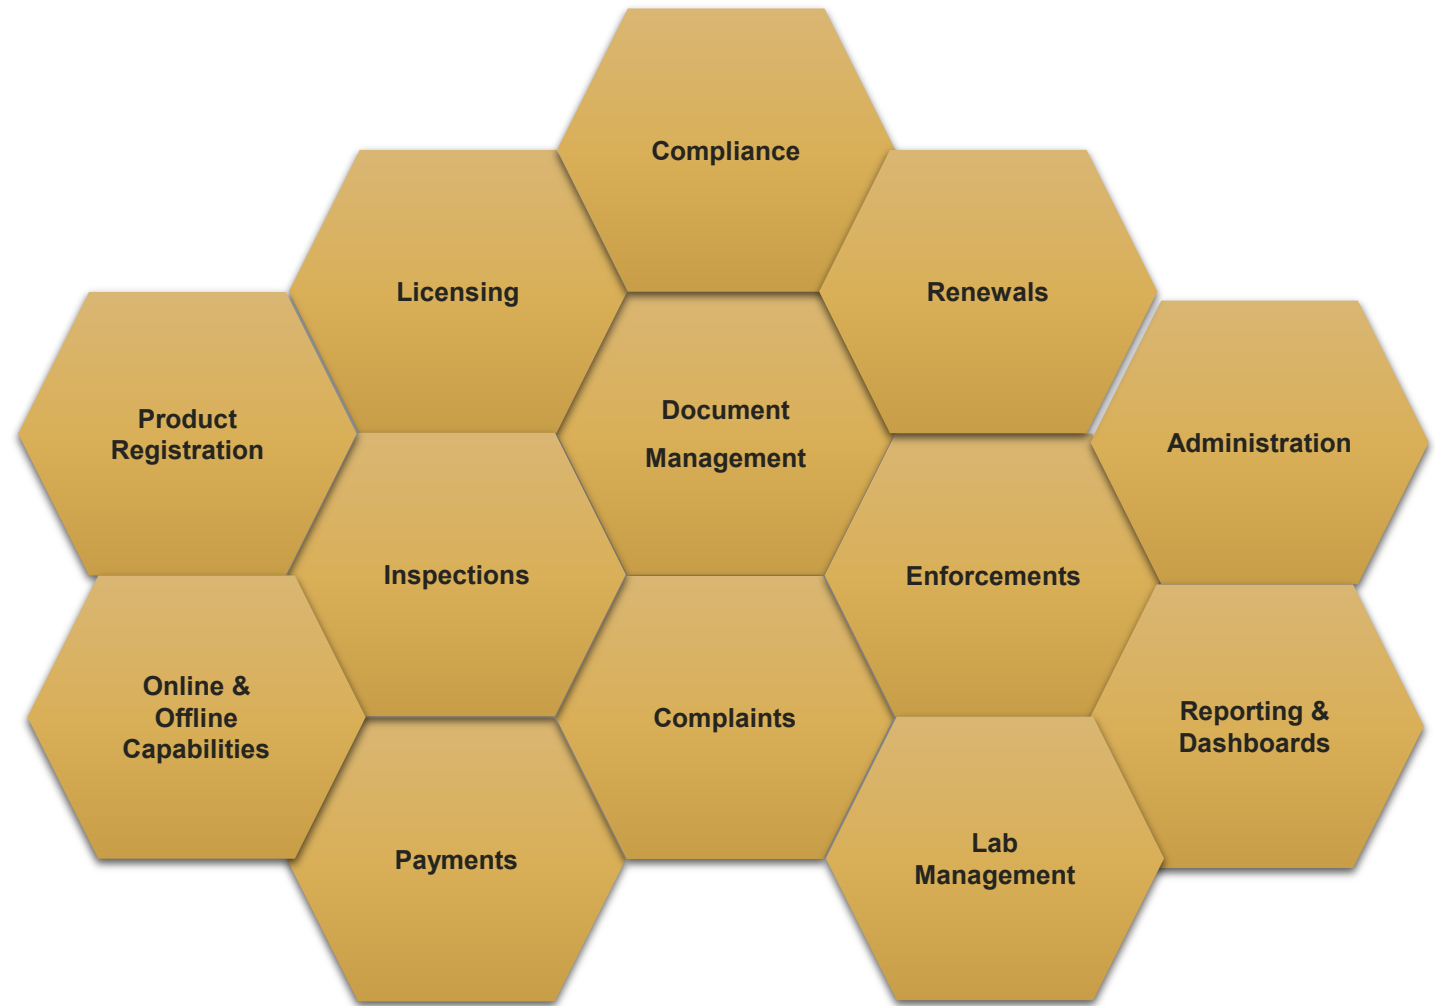 Compliance
Licensing
Renewals
Product
Registration
Document
Management
Administration
Inspections
Enforcements
Online &
Offline
Capabilities
Complaints
Reporting &
Dashboards
Payments
Lab
Management